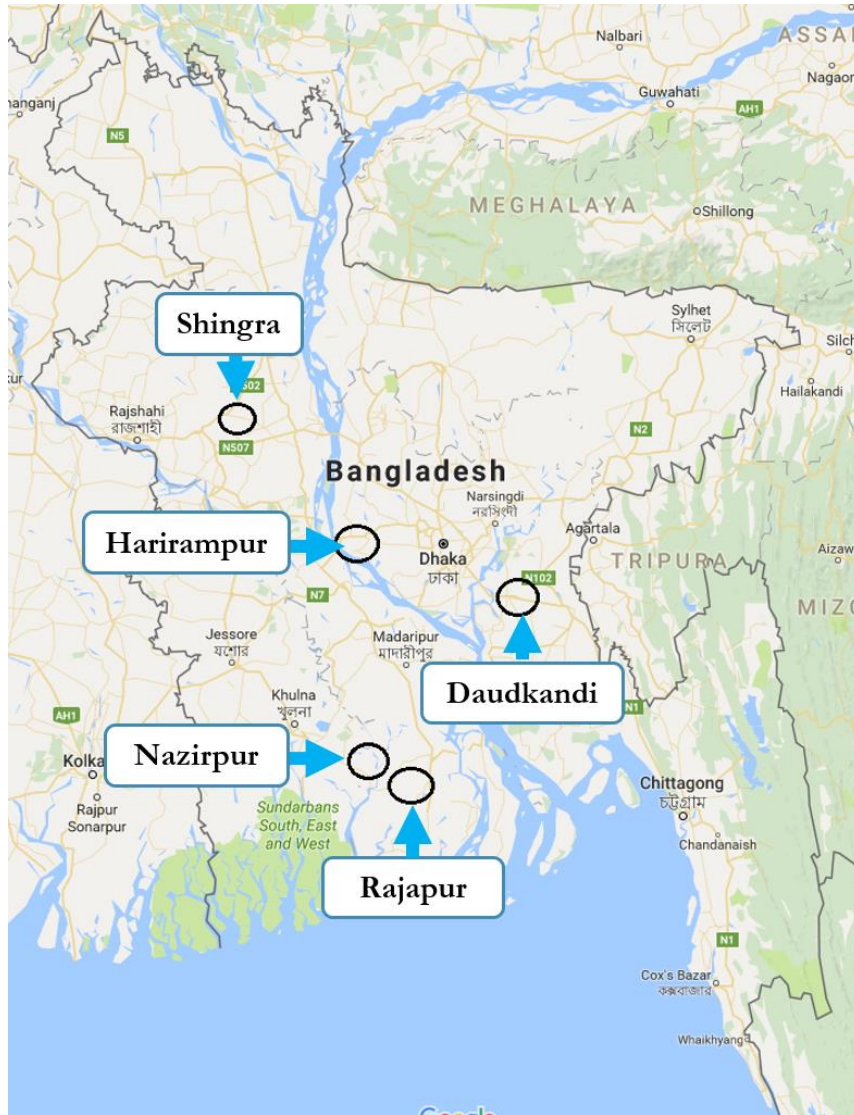 Nalbari
ASSA
Nagaon
Guwahati
AH1
N5
MEGHALAYA
Shillong
Shingra
Sylhet
সিলেট
Silch
Hailakandi
Rajshahi
রাজশাহী
N507
N2
Bangladesh
Narsingdi
নরসিংদী
Agartala
Harirampur
Dhaka
ঢাকা
TRIPURA
Aizaw
N102
MIZO
N7
Jessore
যশোর
Madaripur
মাদারীপুর
Daudkandi
N1
Khulna
খুলনা
AH1
Nazirpur
Kolka
Rajpur
Sonarpur
Chittagong
চট্টগ্রাম
Sundarbans
South, East
and West
Chandanaish
Rajapur
N1
Cox's Bazar
কক্সবাজার
Whaikhyang